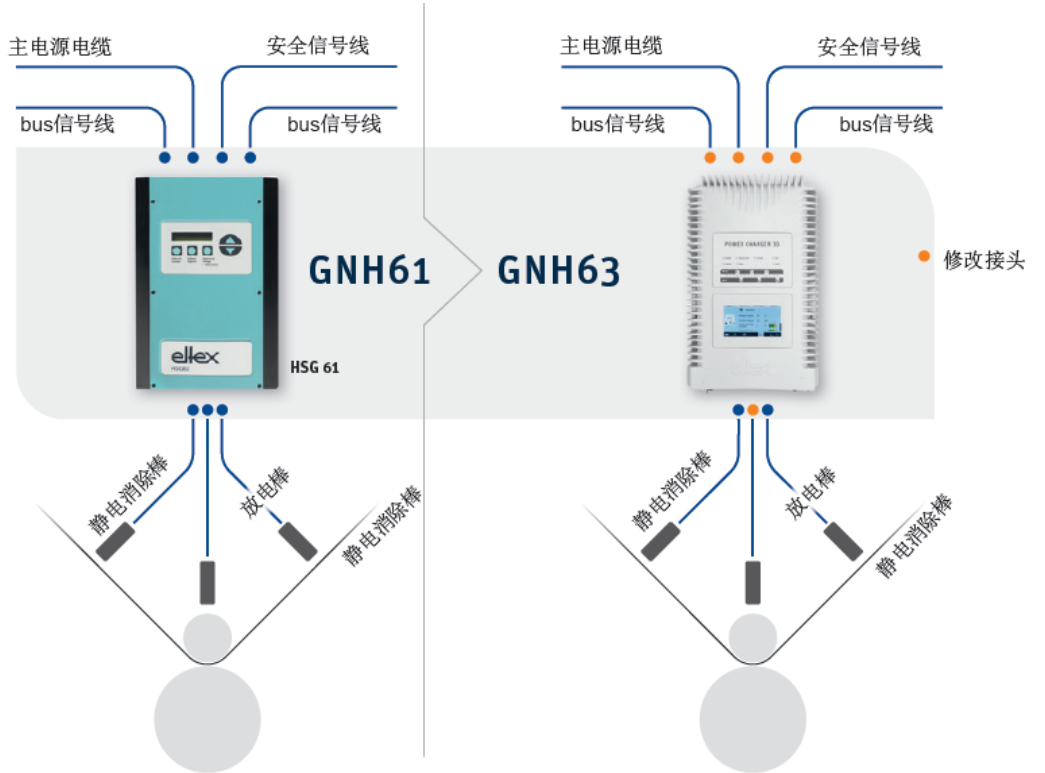 主电源电缆
安全信号线
bus信号线
bus信号线
GNH61
eltex
HSG 61
静电消除棒
放电棒
静电消除棒
主电源电缆
安全信号线
bus信号线
bus信号线
GNH63
POWER CHARGER
修改接头
静电消除棒
放电棒
静电消除棒